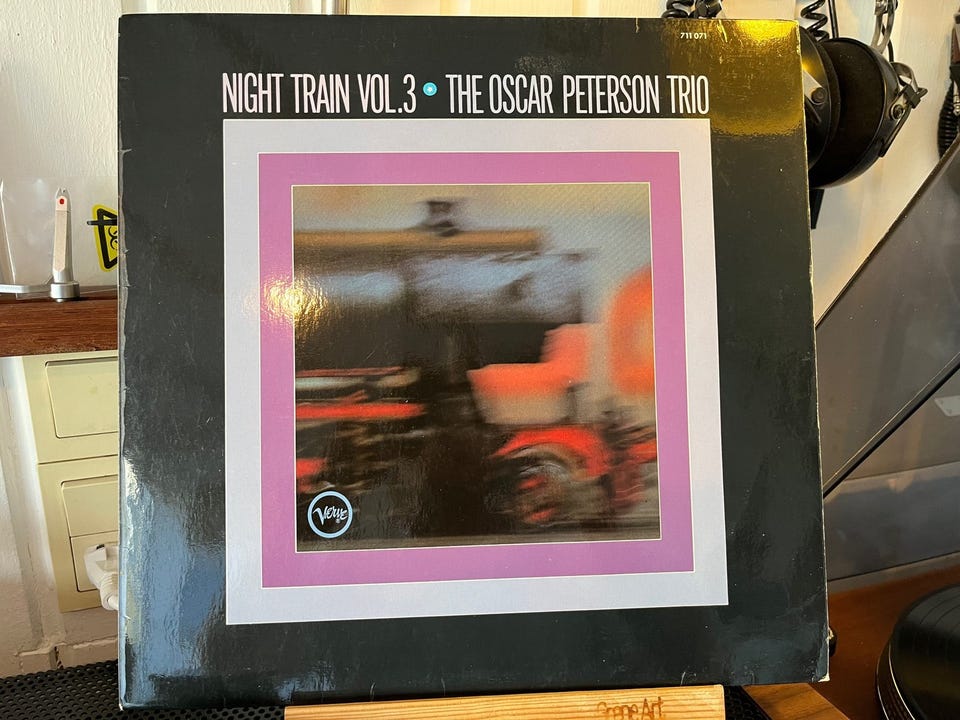 711 071
NIGHT TRAIN VOL.3 • THE OSCAR PETERSON TRIO
Verve